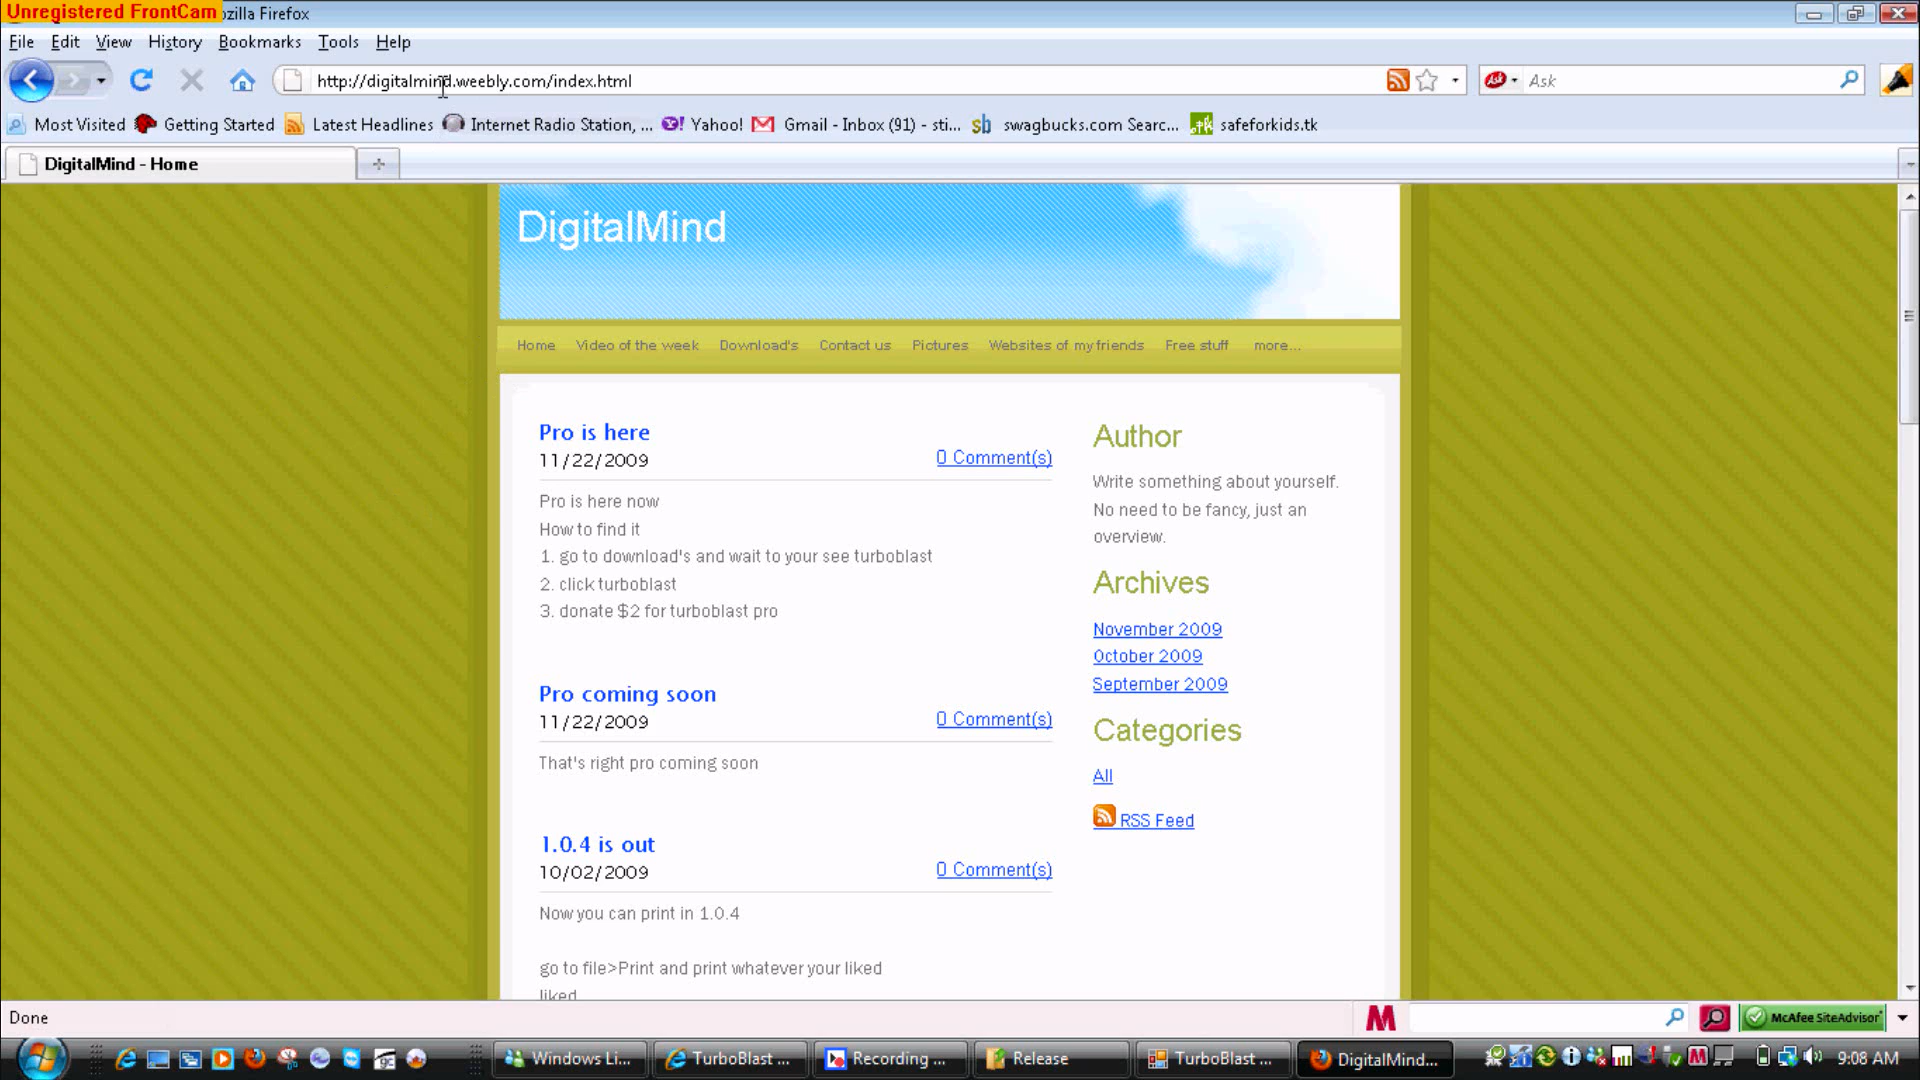 Unregistered FrontCam
ozilla Firefox
File Edit View History Bookmarks Tools Help
http://digitalmind.weebly.com/index.html
Ask Ask
Most Visited Getting Started Latest Headlines Internet Radio Station, ... Yahoo! Gmail - Inbox (91) - sti... sb swagbucks.com Searc... safeforkids.tk
DigitalMind - Home
DigitalMind
Home Video of the week Download's Contact us Pictures Websites of my friends Free stuff more...
Pro is here
11/22/2009
0 Comment(s)
Pro is here now
How to find it
1. go to download's and wait to your see turboblast
2. click turboblast
3. donate $2 for turboblast pro
Pro coming soon
11/22/2009
0 Comment(s)
That's right pro coming soon
1.0.4 is out
10/02/2009
0 Comment(s)
Now you can print in 1.0.4
go to file>Print and print whatever your liked
liked
Author
Write something about yourself.
No need to be fancy, just an
overview.
Archives
November 2009
October 2009
September 2009
Categories
All
RSS Feed
Done
McAfee SiteAdvisor
Windows Li... TurboBlast ... Recording ... Release TurboBlast ... DigitalMind... 9:08 AM